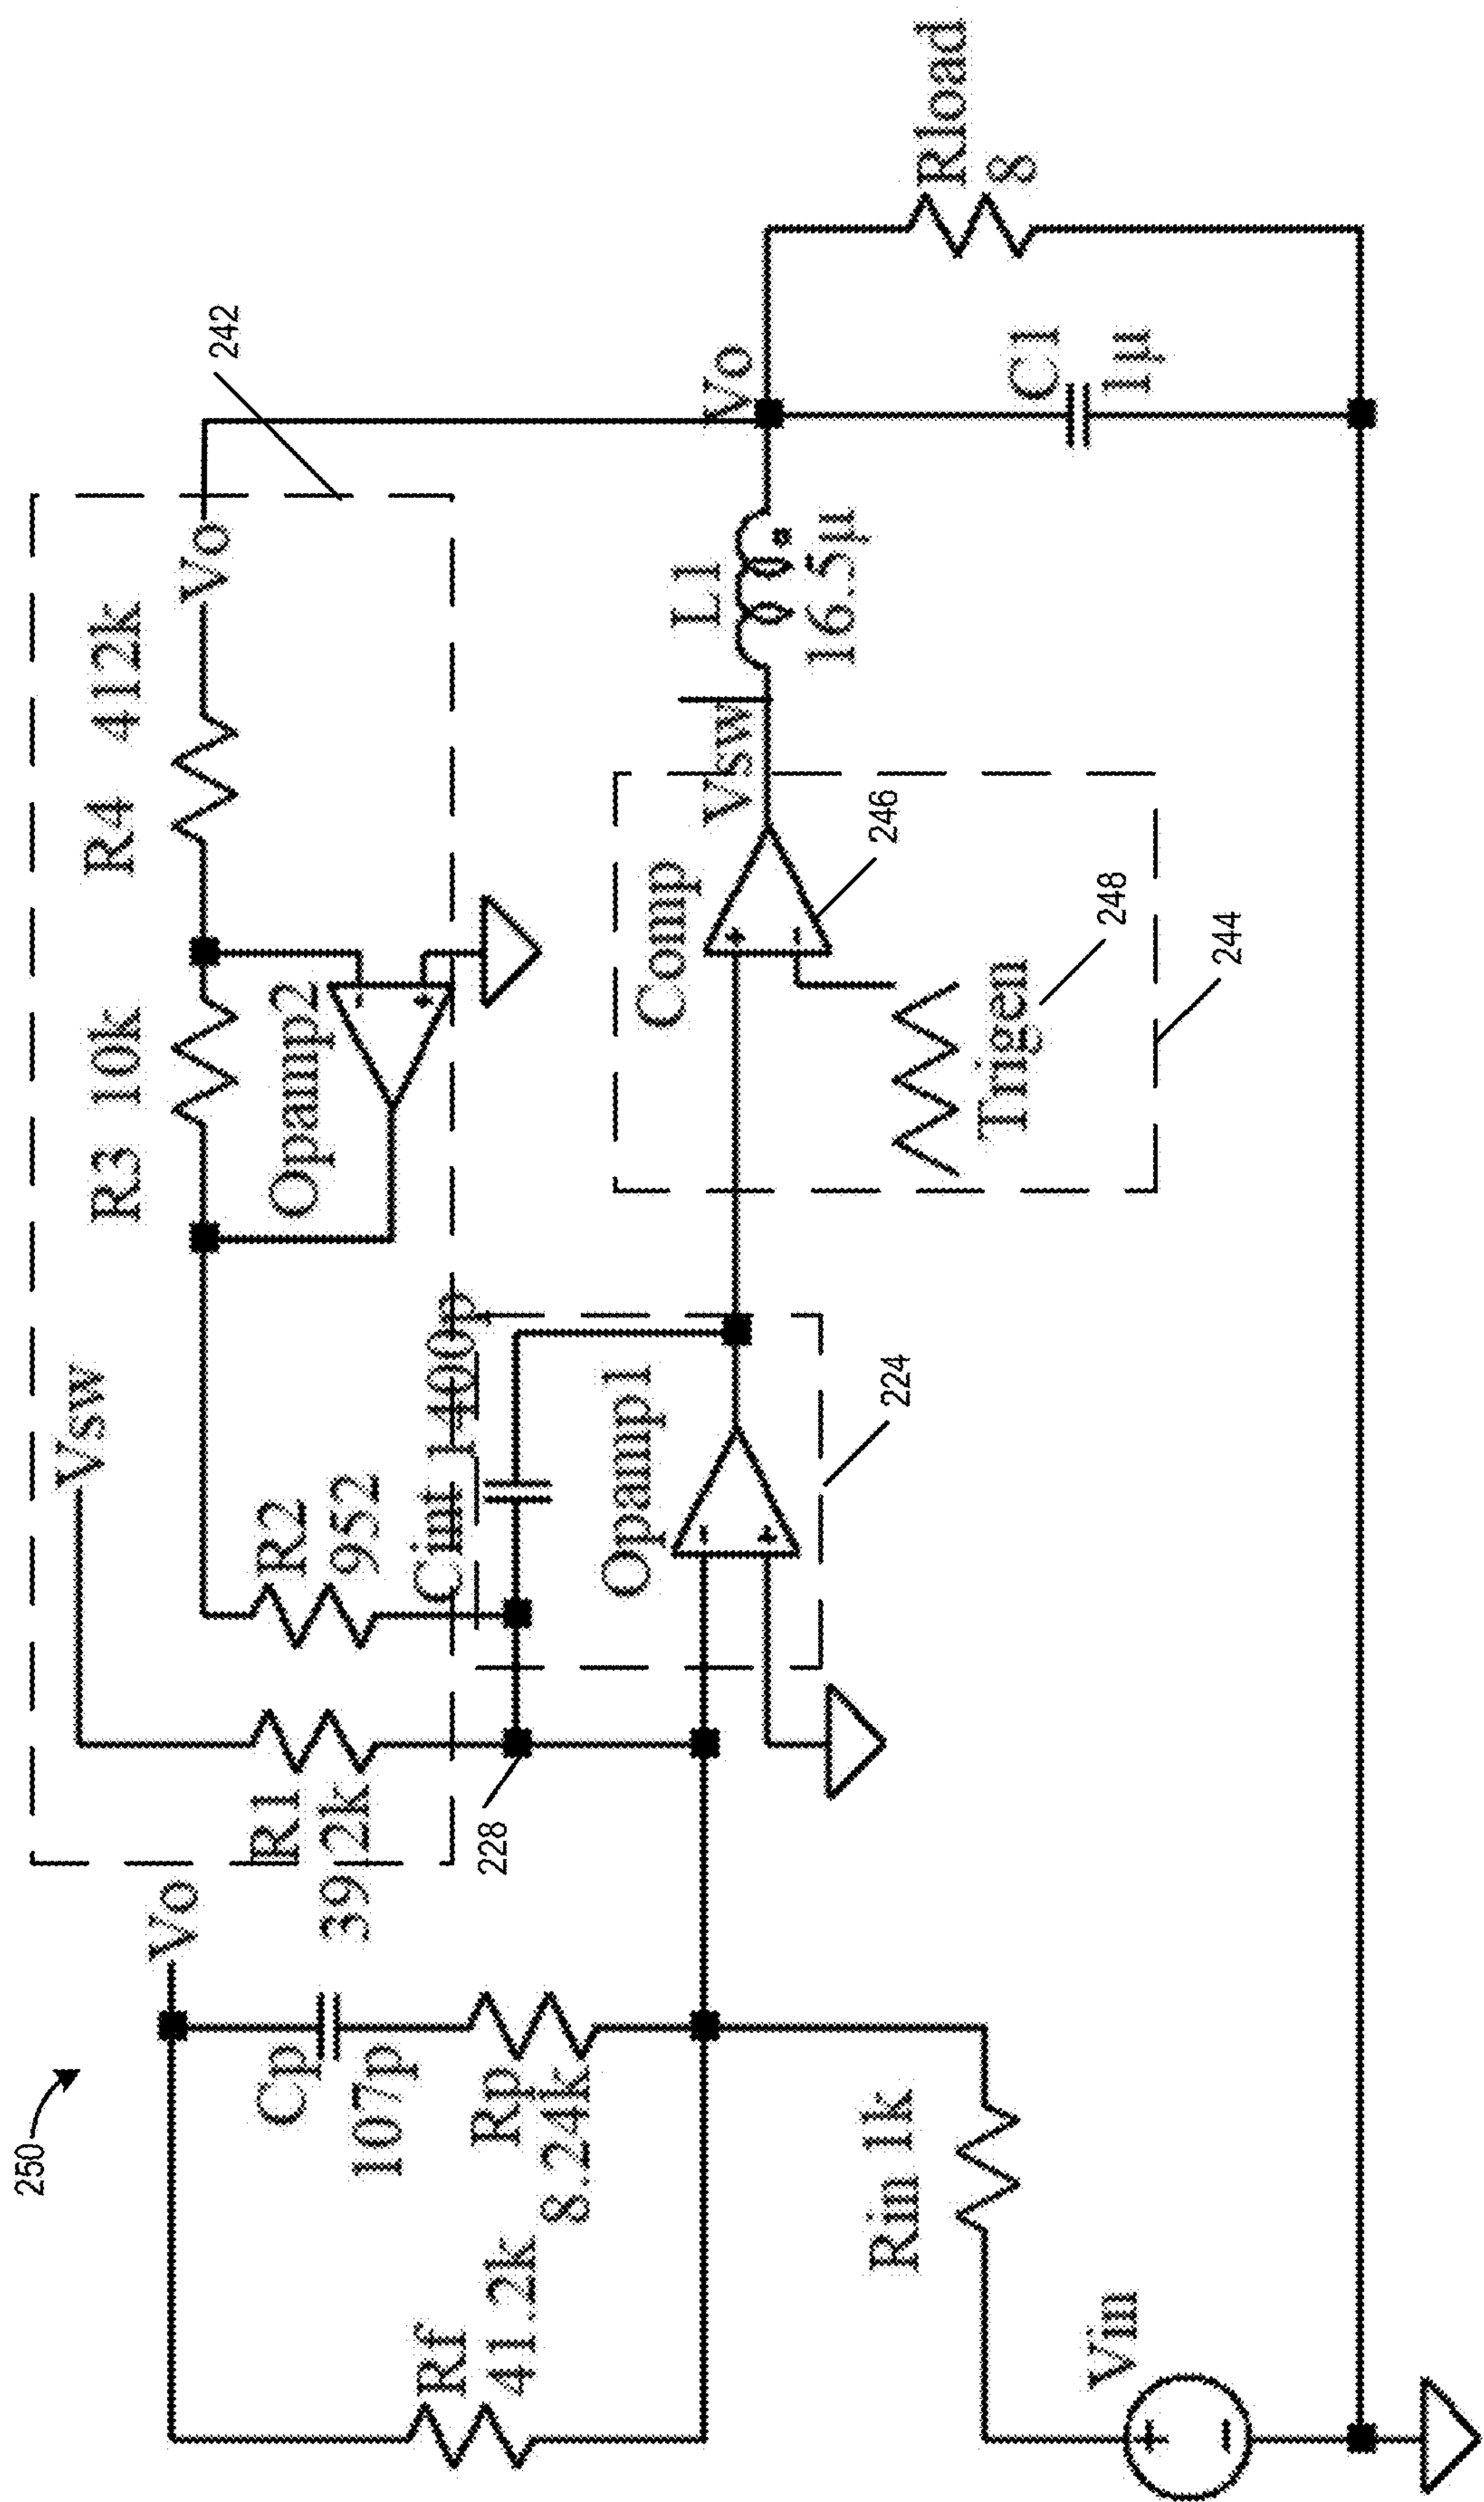 250
Vo
Cp
107p
Rp
8.24k
Rf
41.2k
Rin 1k
Vin
Vsw
R1
39.2k
228
R2
952
Cint 1400p
Opamp1
224
R3 10k
R4 412k
Vo
Opamp2
242
Comp
Vsw
246
Trigen
248
244
L1
16.5µ
Vo
C1
1µ
Rload
8